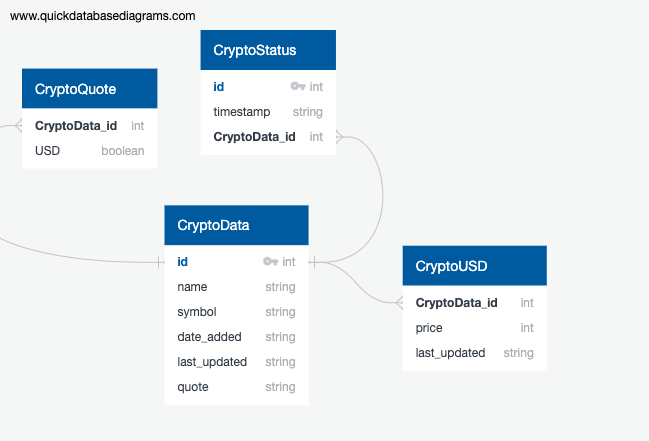 www.quickdatabasediagrams.com
CryptoStatus
id int
timestamp string
CryptoData_id int
CryptoQuote
CryptoData_id int
USD boolean
CryptoData
id int
name string
symbol string
date_added string
last_updated string
quote string
CryptoUSD
CryptoData_id int
price int
last_updated string